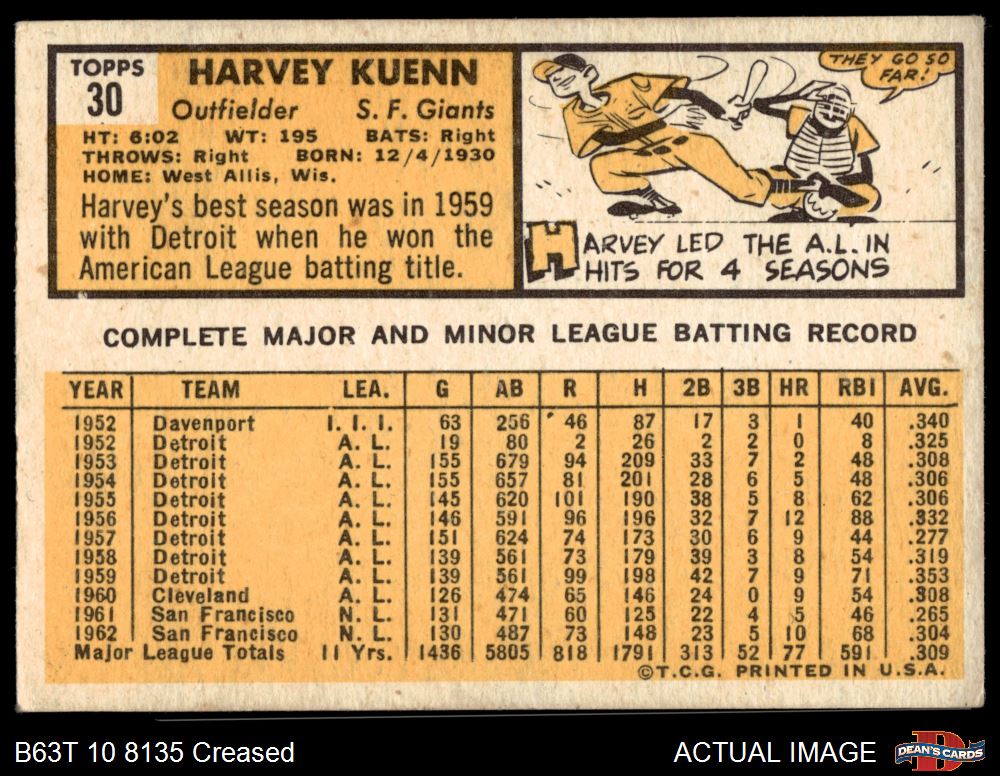 TOPPS
30
HARVEY KUENN
Outfielder S. F. Giants
HT: 6:02 WT: 195 BATS: Right
THROWS: Right BORN: 12/4/1930
HOME: West Allis, Wis.
Harvey's best season was in 1959
with Detroit when he won the
American League batting title.
THEY GO SO
FAR!
HARVEY LED THE A.L. IN
HITS FOR 4 SEASONS
COMPLETE MAJOR AND MINOR LEAGUE BATTING RECORD
YEAR TEAM LEA. G AB R H 2B 3B HR RBI AVG.
1952 Davenport I. I. I. 63 256 46 87 17 3 1 40 .340
1952 Detroit A. L. 19 80 2 26 2 2 0 8 .325
1953 Detroit A. L. 155 679 94 209 33 7 2 48 .308
1954 Detroit A. L. 155 657 81 201 28 6 5 48 .306
1955 Detroit A. L. 145 620 101 190 38 5 8 62 .306
1956 Detroit A. L. 146 591 96 196 32 7 12 88 .332
1957 Detroit A. L. 151 624 74 173 30 6 9 44 .277
1958 Detroit A. L. 139 561 73 179 39 3 8 54 .319
1959 Detroit A. L. 139 561 99 198 42 7 9 71 .353
1960 Cleveland A. L. 126 474 65 146 24 0 9 54 .308
1961 San Francisco N. L. 131 471 60 125 22 4 5 46 .265
1962 San Francisco N. L. 130 487 73 148 23 5 10 68 .304
Major League Totals 11 Yrs. 1436 5805 818 1791 313 52 77 591 .309
©T.C.G. PRINTED IN U.S.A.
B63T 10 8135 Creased
ACTUAL IMAGE
DEAN'S CARDS